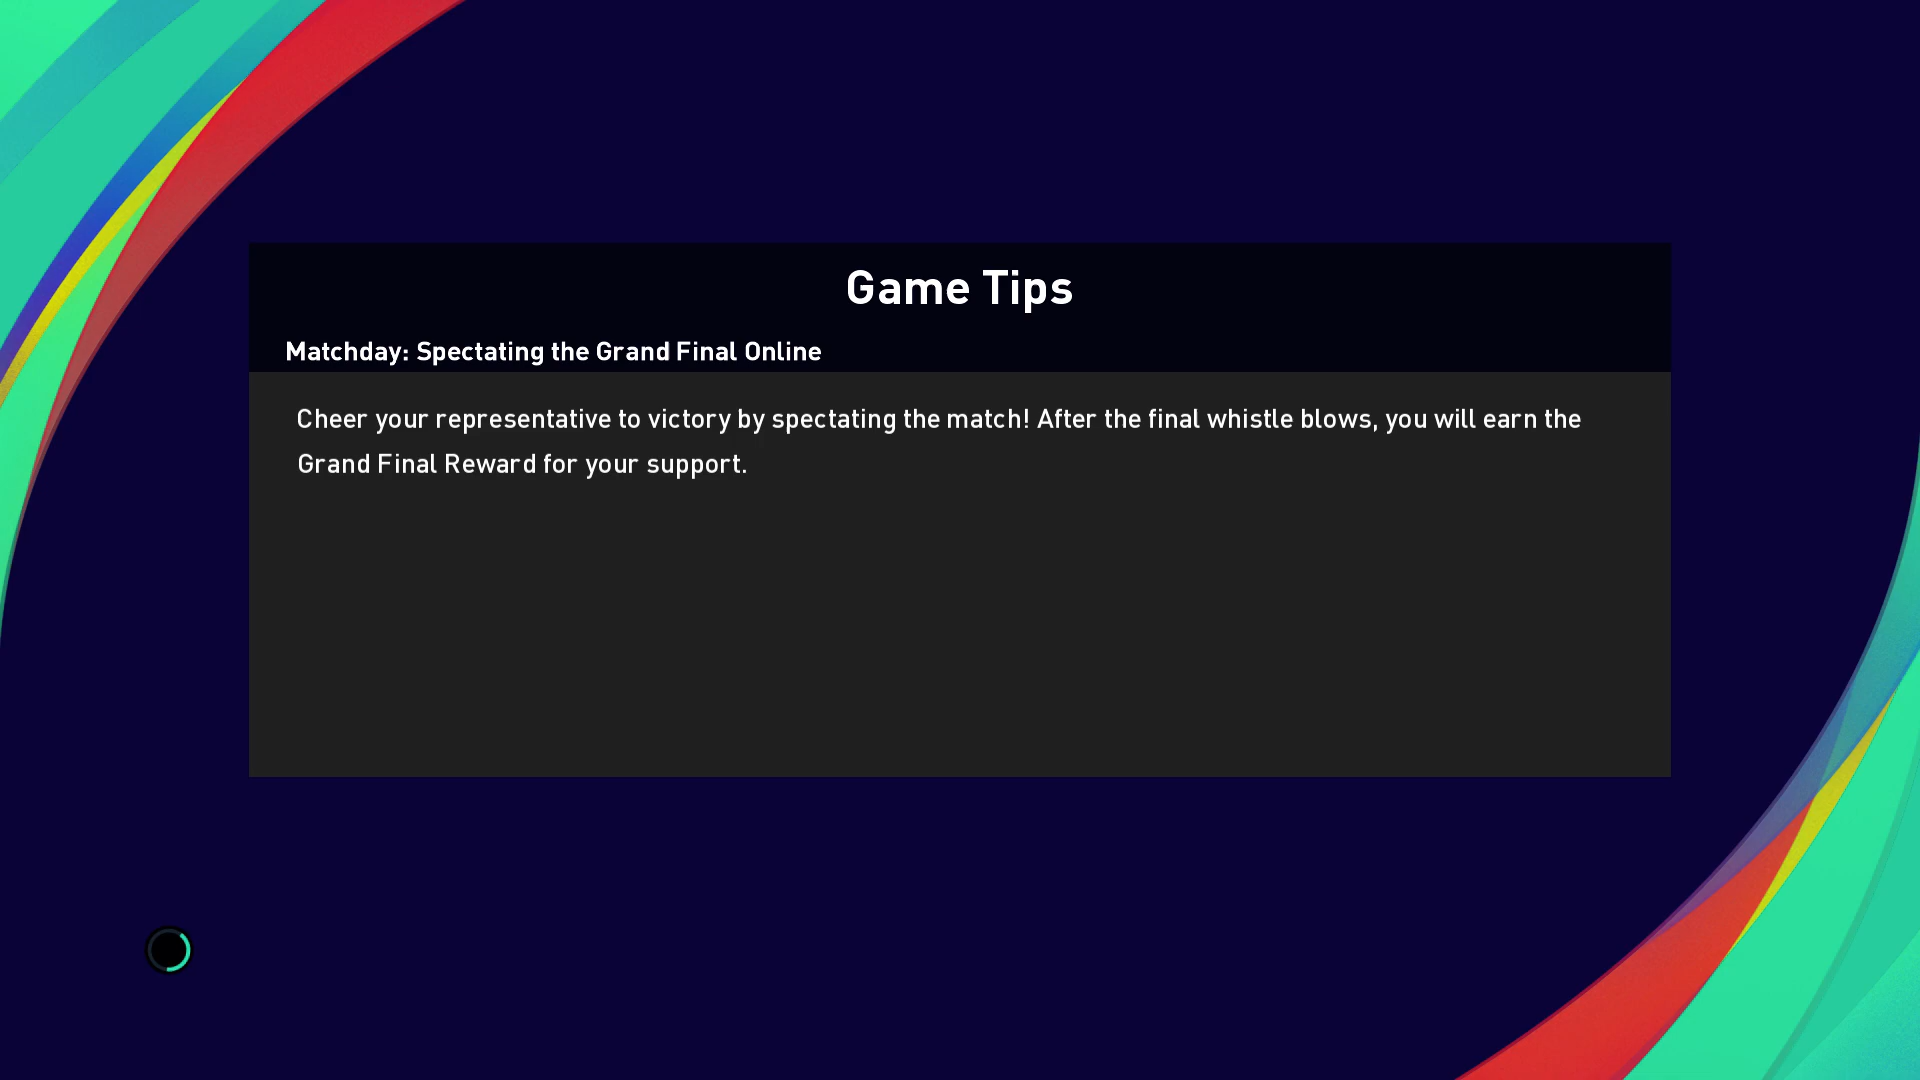 Game Tips
Matchday: Spectating the Grand Final Online
Cheer your representative to victory by spectating the match! After the final whistle blows, you will earn the
Grand Final Reward for your support.